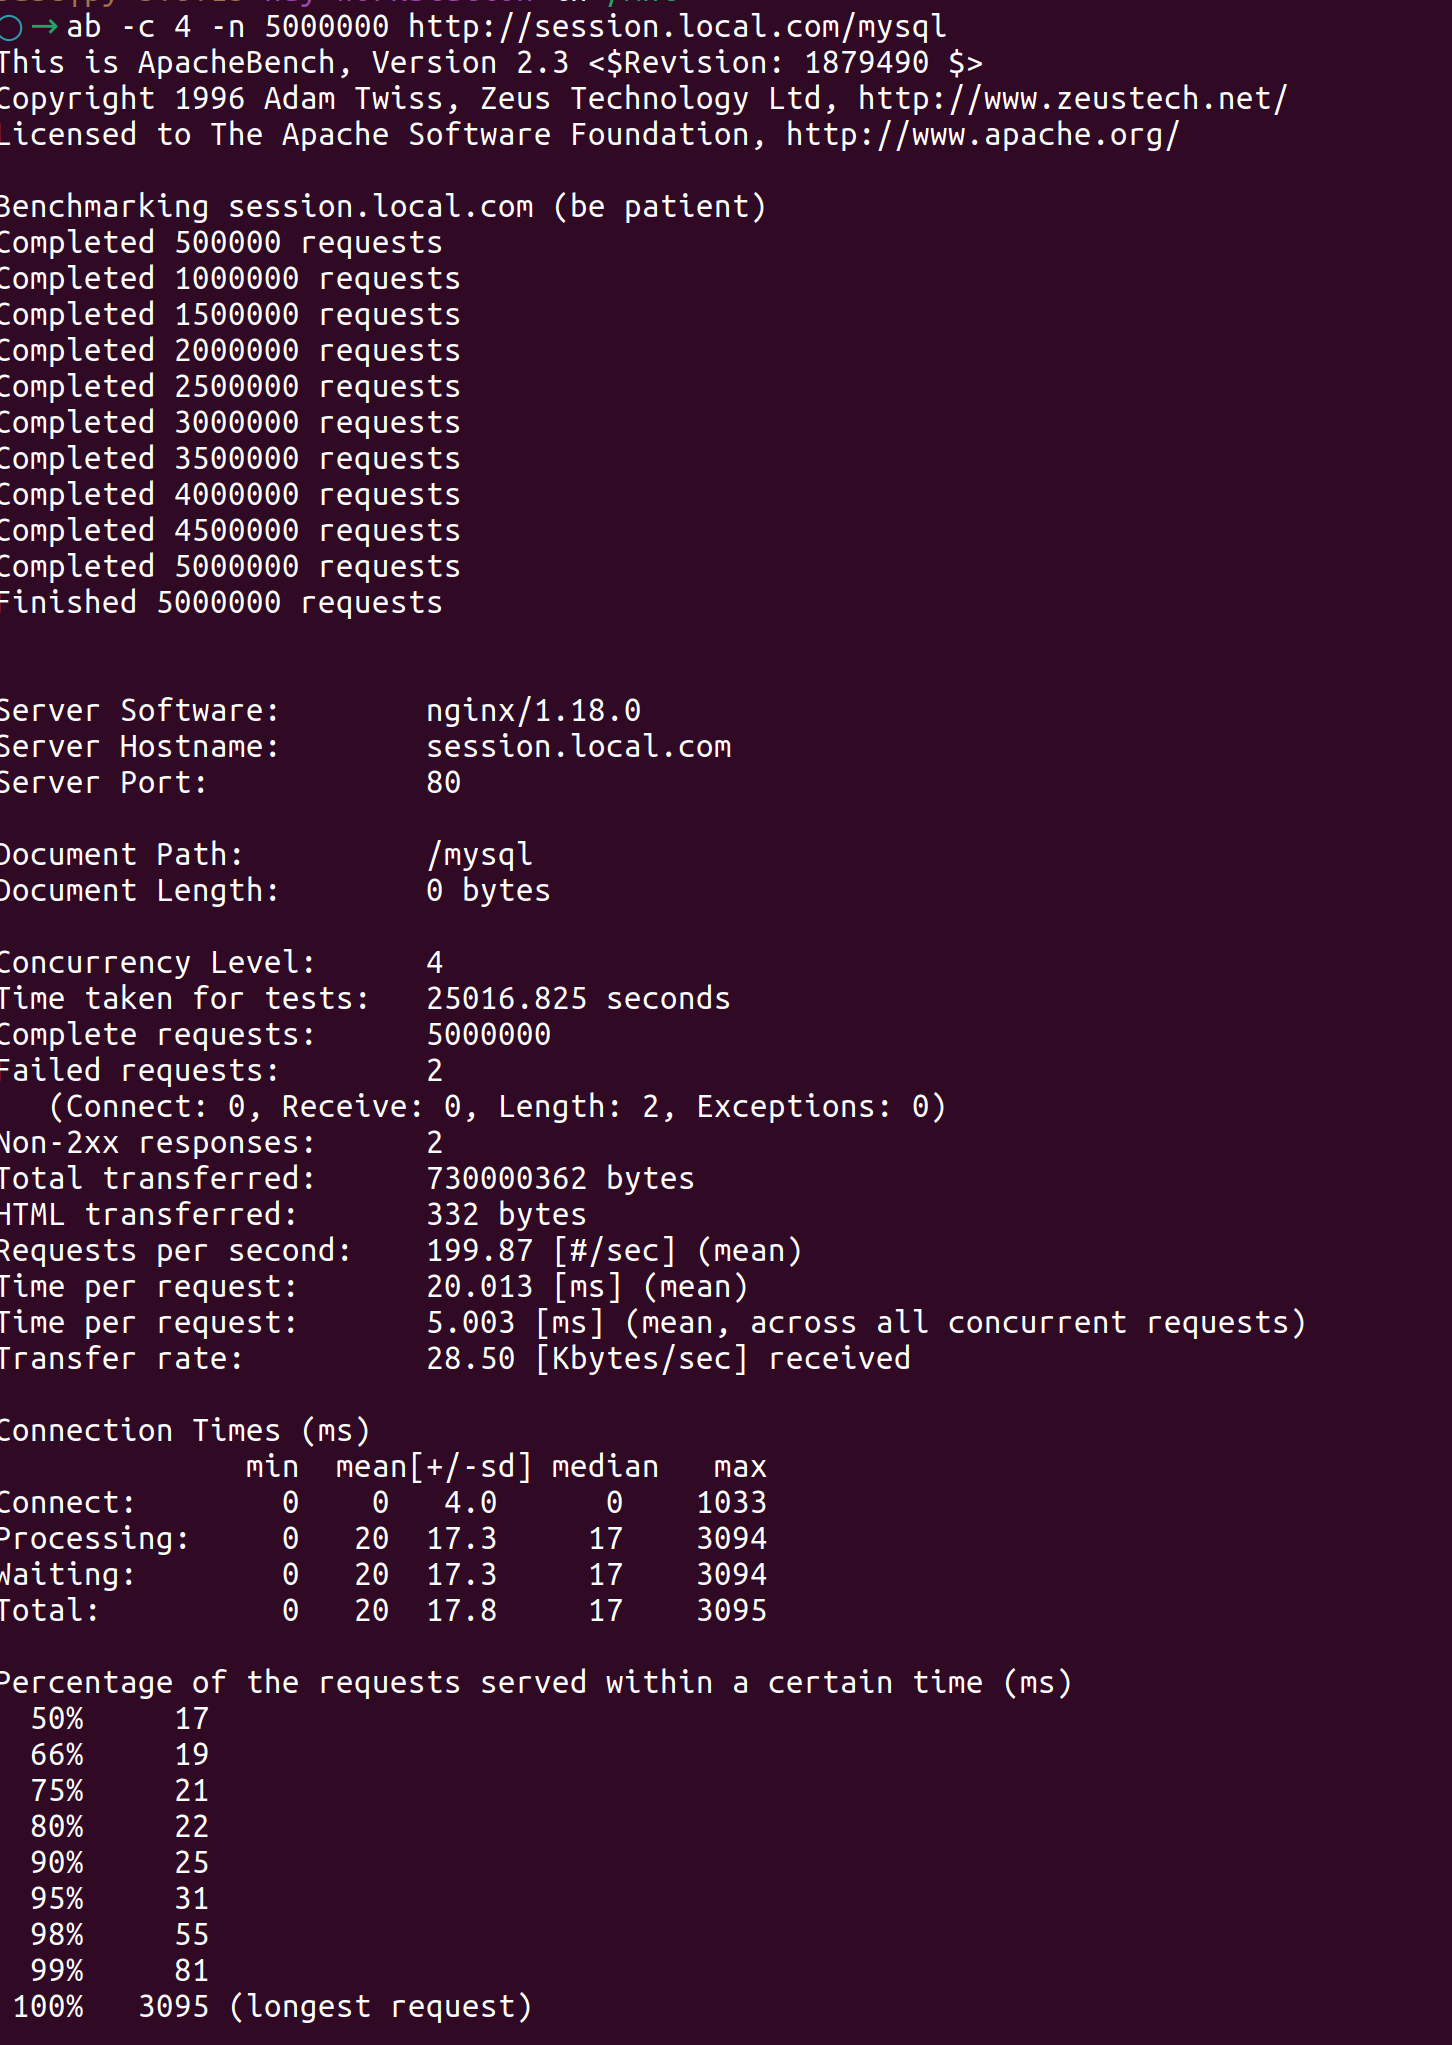 → ab -c 4 -n 5000000 http://session.local.com/mysql
This is ApacheBench, Version 2.3 <$Revision: 1879490 $>
Copyright 1996 Adam Twiss, Zeus Technology Ltd, http://www.zeustech.net/
Licensed to The Apache Software Foundation, http://www.apache.org/

Benchmarking session.local.com (be patient)
Completed 500000 requests
Completed 1000000 requests
Completed 1500000 requests
Completed 2000000 requests
Completed 2500000 requests
Completed 3000000 requests
Completed 3500000 requests
Completed 4000000 requests
Completed 4500000 requests
Completed 5000000 requests
Finished 5000000 requests

Server Software:        nginx/1.18.0
Server Hostname:        session.local.com
Server Port:            80

Document Path:          /mysql
Document Length:        0 bytes

Concurrency Level:      4
Time taken for tests:   25016.825 seconds
Complete requests:      5000000
Failed requests:        2
   (Connect: 0, Receive: 0, Length: 2, Exceptions: 0)
Non-2xx responses:      2
Total transferred:      730000362 bytes
HTML transferred:       332 bytes
Requests per second:    199.87 [#/sec] (mean)
Time per request:       20.013 [ms] (mean)
Time per request:       5.003 [ms] (mean, across all concurrent requests)
Transfer rate:          28.50 [Kbytes/sec] received

Connection Times (ms)
              min  mean[+/-sd] median   max
Connect:        0    0   4.0      0    1033
Processing:     0   20  17.3     17    3094
Waiting:        0   20  17.3     17    3094
Total:          0   20  17.8     17    3095

Percentage of the requests served within a certain time (ms)
  50%     17
  66%     19
  75%     21
  80%     22
  90%     25
  95%     31
  98%     55
  99%     81
 100%   3095 (longest request)